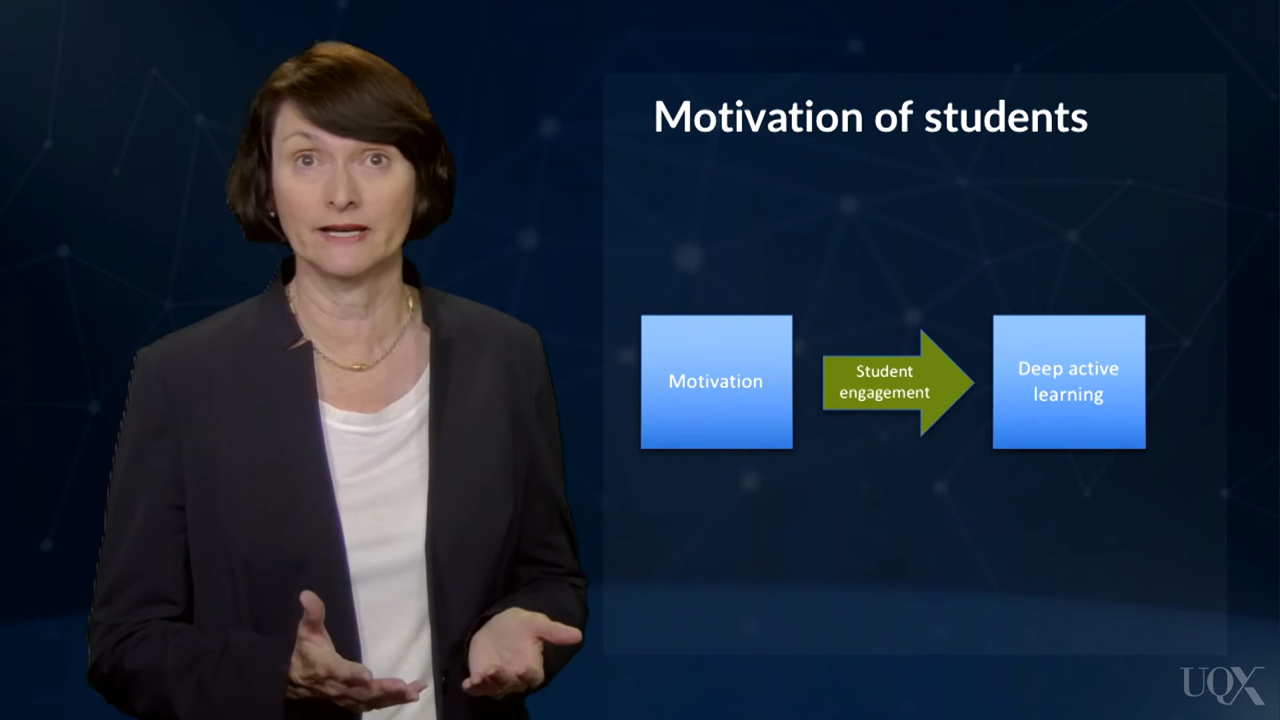 Motivation of students
Motivation
Student
engagement
Deep active
learning
UQX